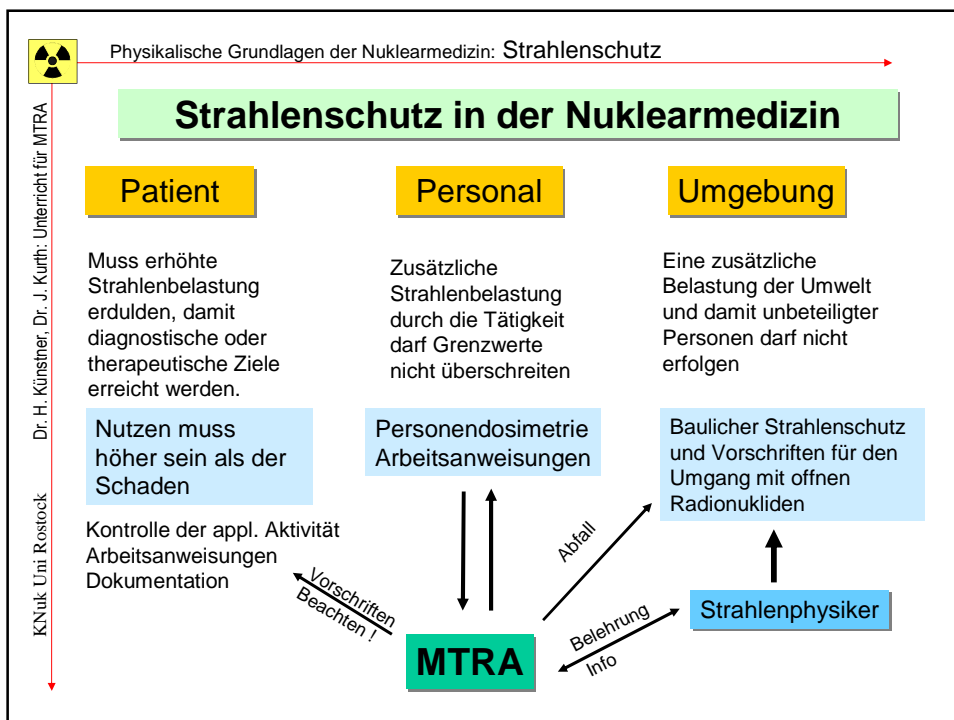 Physikalische Grundlagen der Nuklearmedizin: Strahlenschutz
Dr. H. Künstner, Dr. J. Kurth: Unterricht für MTRA
KNuk Uni Rostock
Strahlenschutz in der Nuklearmedizin
Patient
Muss erhöhte
Strahlenbelastung
erdulden, damit
diagnostische oder
therapeutische Ziele
erreicht werden.
Nutzen muss
höher sein als der
Schaden
Kontrolle der appl. Aktivität
Arbeitsanweisungen
Dokumentation
Personal
Zusätzliche
Strahlenbelastung
durch die Tätigkeit
darf Grenzwerte
nicht überschreiten
Personendosimetrie
Arbeitsanweisungen
Umgebung
Eine zusätzliche
Belastung der Umwelt
und damit unbeteiligter
Personen darf nicht
erfolgen
Baulicher Strahlenschutz
und Vorschriften für den
Umgang mit offnen
Radionukliden
Vorschriften
Beachten !
Abfall
Belehrung
Info
Strahlenphysiker
MTRA